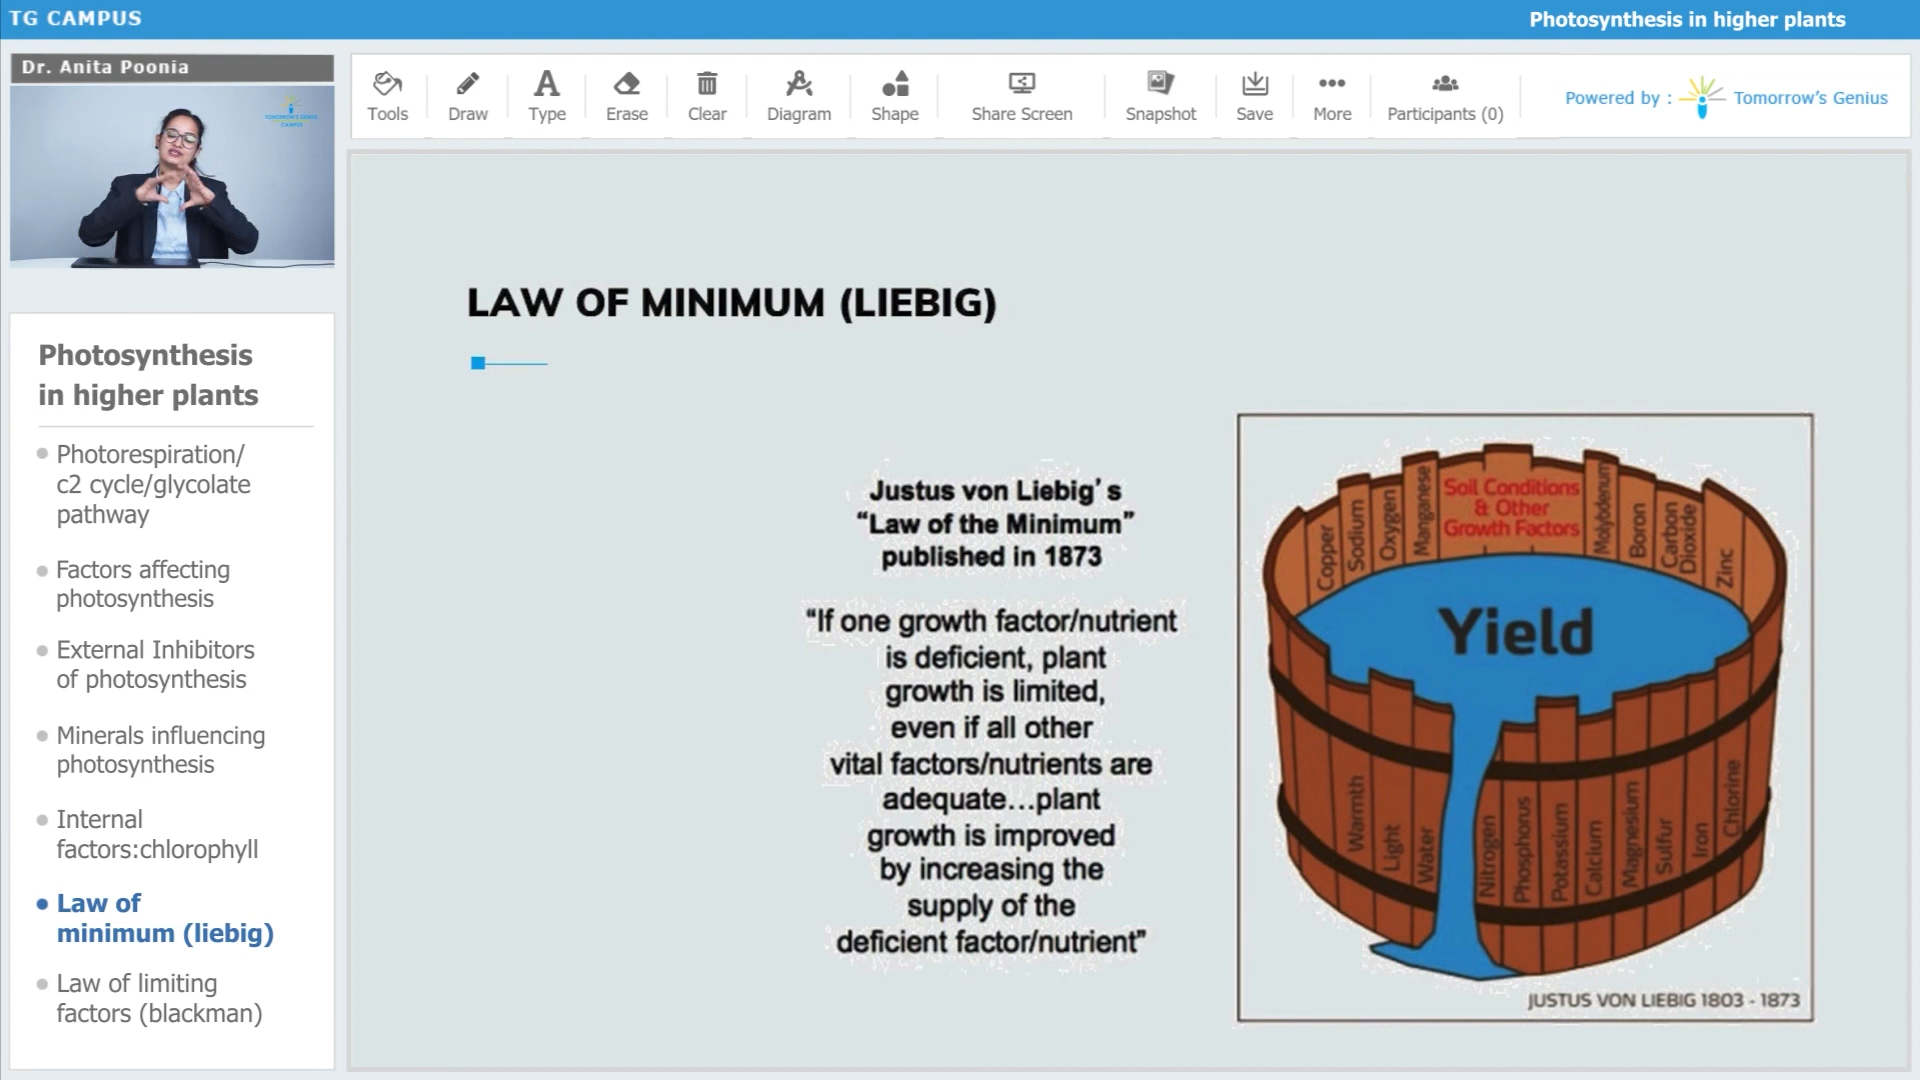 TG CAMPUS
Photosynthesis in higher plants
Dr. Anita Poonia
TOMORROW'S GENIUS
CAMPUS
Tools
Draw
Type
Erase
Clear
Diagram
Shape
Share Screen
Snapshot
Save
More
Participants (0)
Powered by :
Tomorrow's Genius
Photosynthesis
in higher plants
Photorespiration/
c2 cycle/glycolate
pathway
Factors affecting
photosynthesis
External Inhibitors
of photosynthesis
Minerals influencing
photosynthesis
Internal
factors:chlorophyll
Law of
minimum (liebig)
Law of limiting
factors (blackman)
LAW OF MINIMUM (LIEBIG)
Justus von Liebig's
“Law of the Minimum”
published in 1873
“If one growth factor/nutrient
is deficient, plant
growth is limited,
even if all other
vital factors/nutrients are
adequate...plant
growth is improved
by increasing the
supply of the
deficient factor/nutrient”
Copper
Sodium
Oxygen
Manganese
Soil Conditions
& Other
Growth Factors
Molybdenum
Boron
Carbon
Dioxide
Zinc
Yield
Warmth
Light
Water
Nitrogen
Phosphorus
Potassium
Calcium
Magnesium
Sulfur
Iron
Chlorine
JUSTUS VON LIEBIG 1803 - 1873